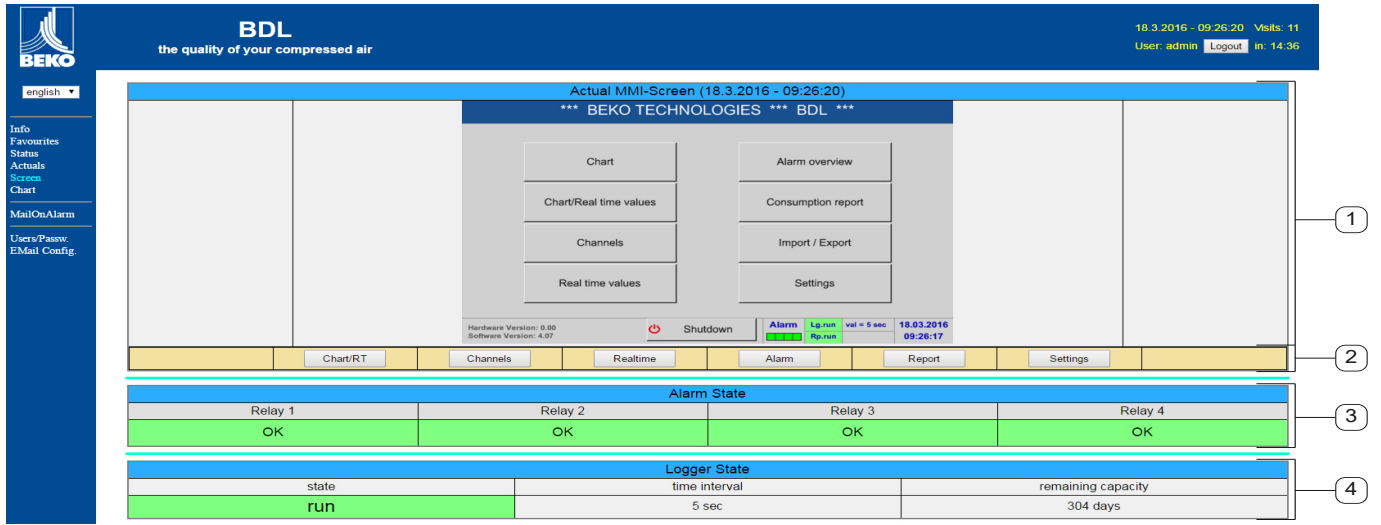 BEKO
BDL
the quality of your compressed air
18.3.2016 - 09:26:20 Visits: 11
User: admin Logout in: 14:36
english
Info
Favourites
Status
Actuals
Screen
Chart
MailOnAlarm
Users/Passw.
EMail Config.
Actual MMI-Screen (18.3.2016 - 09:26:20)
*** BEKO TECHNOLOGIES *** BDL ***
Chart Alarm overview
Chart/Real time values Consumption report
Channels Import / Export
Real time values Settings
Hardware Version: 0.00
Software Version: 4.07
Shutdown
Alarm Lg.run val = 5 sec 18.03.2016
Rp.run 09:26:17
1
Chart/RT Channels Realtime Alarm Report Settings
2
Alarm State
Relay 1 Relay 2 Relay 3 Relay 4
OK OK OK OK
3
Logger State
state time interval remaining capacity
run 5 sec 304 days
4